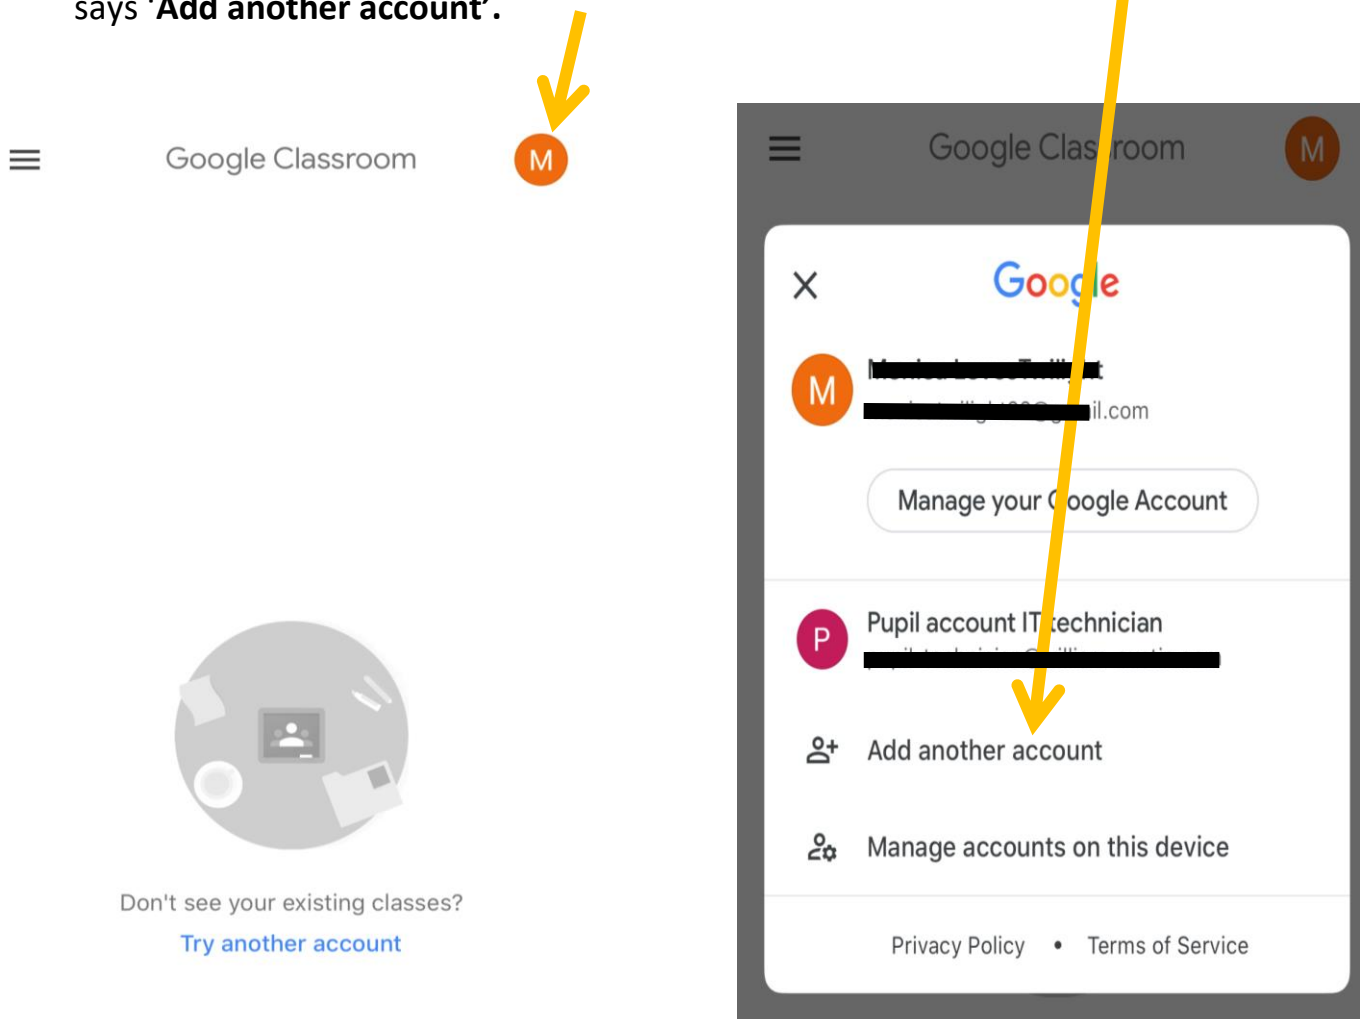 says ‘Add another account’.
Google Classroom
M
Don't see your existing classes?
Try another account
Google Classroom
M
Google
M
il.com
Manage your Google Account
P
Pupil account IT technician
Add another account
Manage accounts on this device
Privacy Policy • Terms of Service